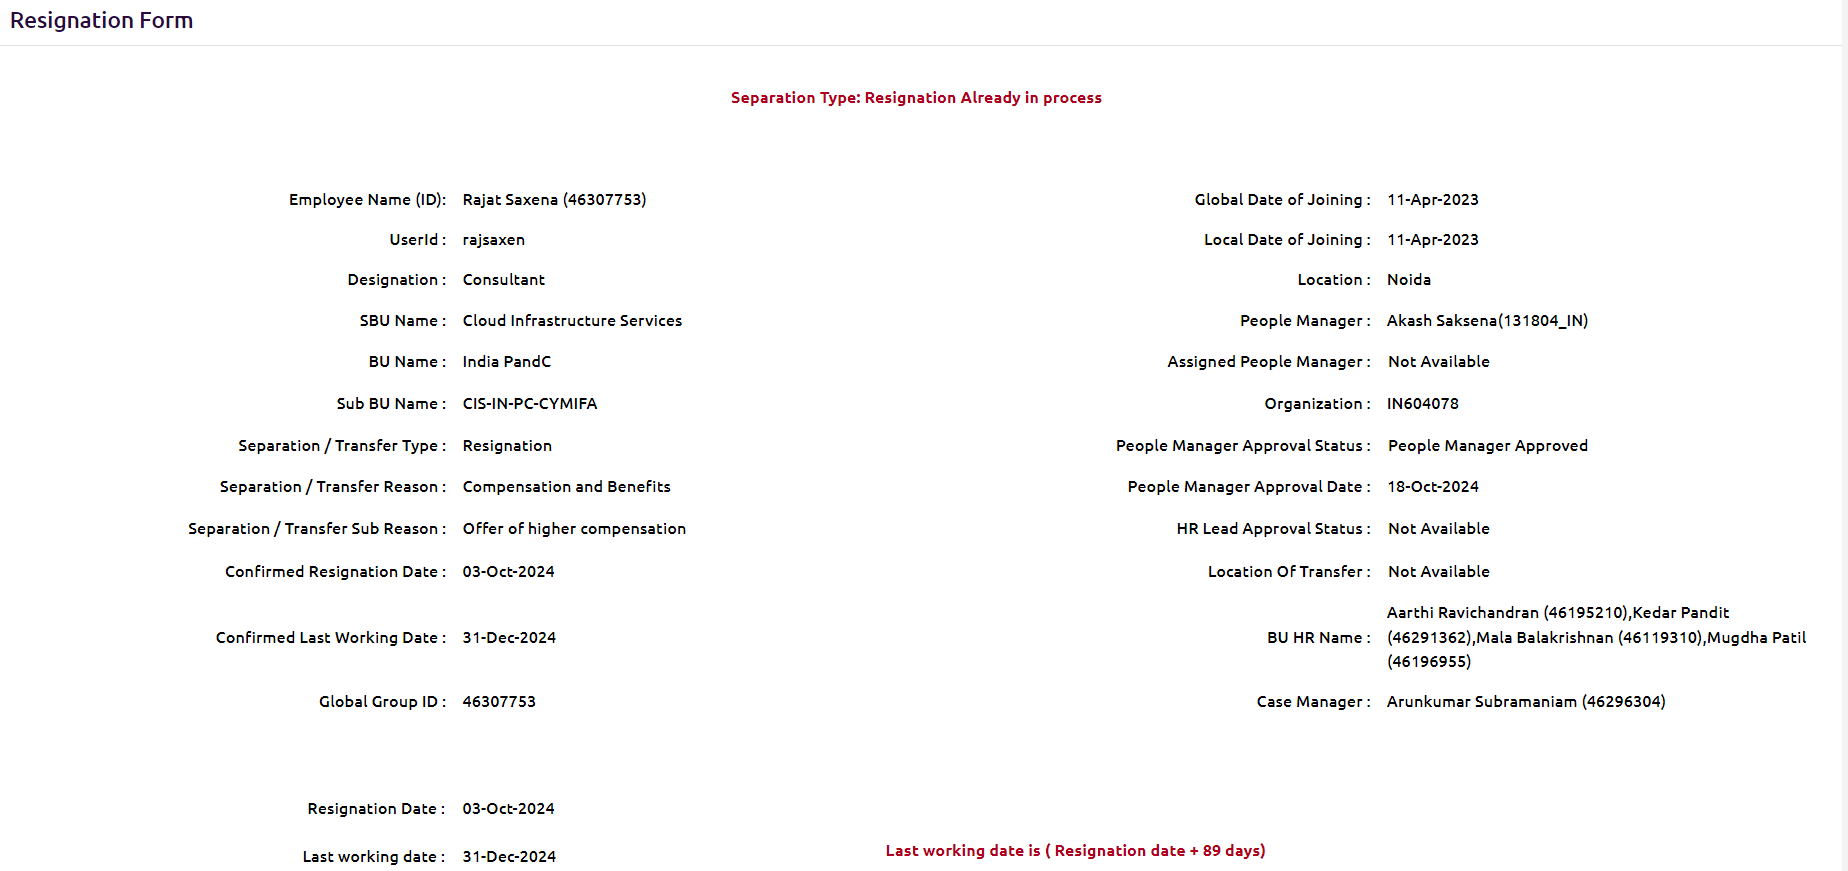 Resignation Form
Separation Type: Resignation Already in process
Employee Name (ID): Rajat Saxena (46307753)
Global Date of Joining : 11-Apr-2023
UserId : rajsaxen
Local Date of Joining : 11-Apr-2023
Designation : Consultant
Location : Noida
SBU Name : Cloud Infrastructure Services
People Manager : Akash Saksena(131804_IN)
BU Name : India PandC
Assigned People Manager : Not Available
Sub BU Name : CIS-IN-PC-CYMIFA
Organization : IN604078
Separation / Transfer Type : Resignation
People Manager Approval Status : People Manager Approved
Separation / Transfer Reason : Compensation and Benefits
People Manager Approval Date : 18-Oct-2024
Separation / Transfer Sub Reason : Offer of higher compensation
HR Lead Approval Status : Not Available
Confirmed Resignation Date : 03-Oct-2024
Location Of Transfer : Not Available
Confirmed Last Working Date : 31-Dec-2024
Aarthi Ravichandran (46195210),Kedar Pandit
BU HR Name : (46291362),Mala Balakrishnan (46119310),Mugdha Patil
(46196955)
Global Group ID : 46307753
Case Manager : Arunkumar Subramaniam (46296304)
Resignation Date : 03-Oct-2024
Last working date : 31-Dec-2024
Last working date is ( Resignation date + 89 days)